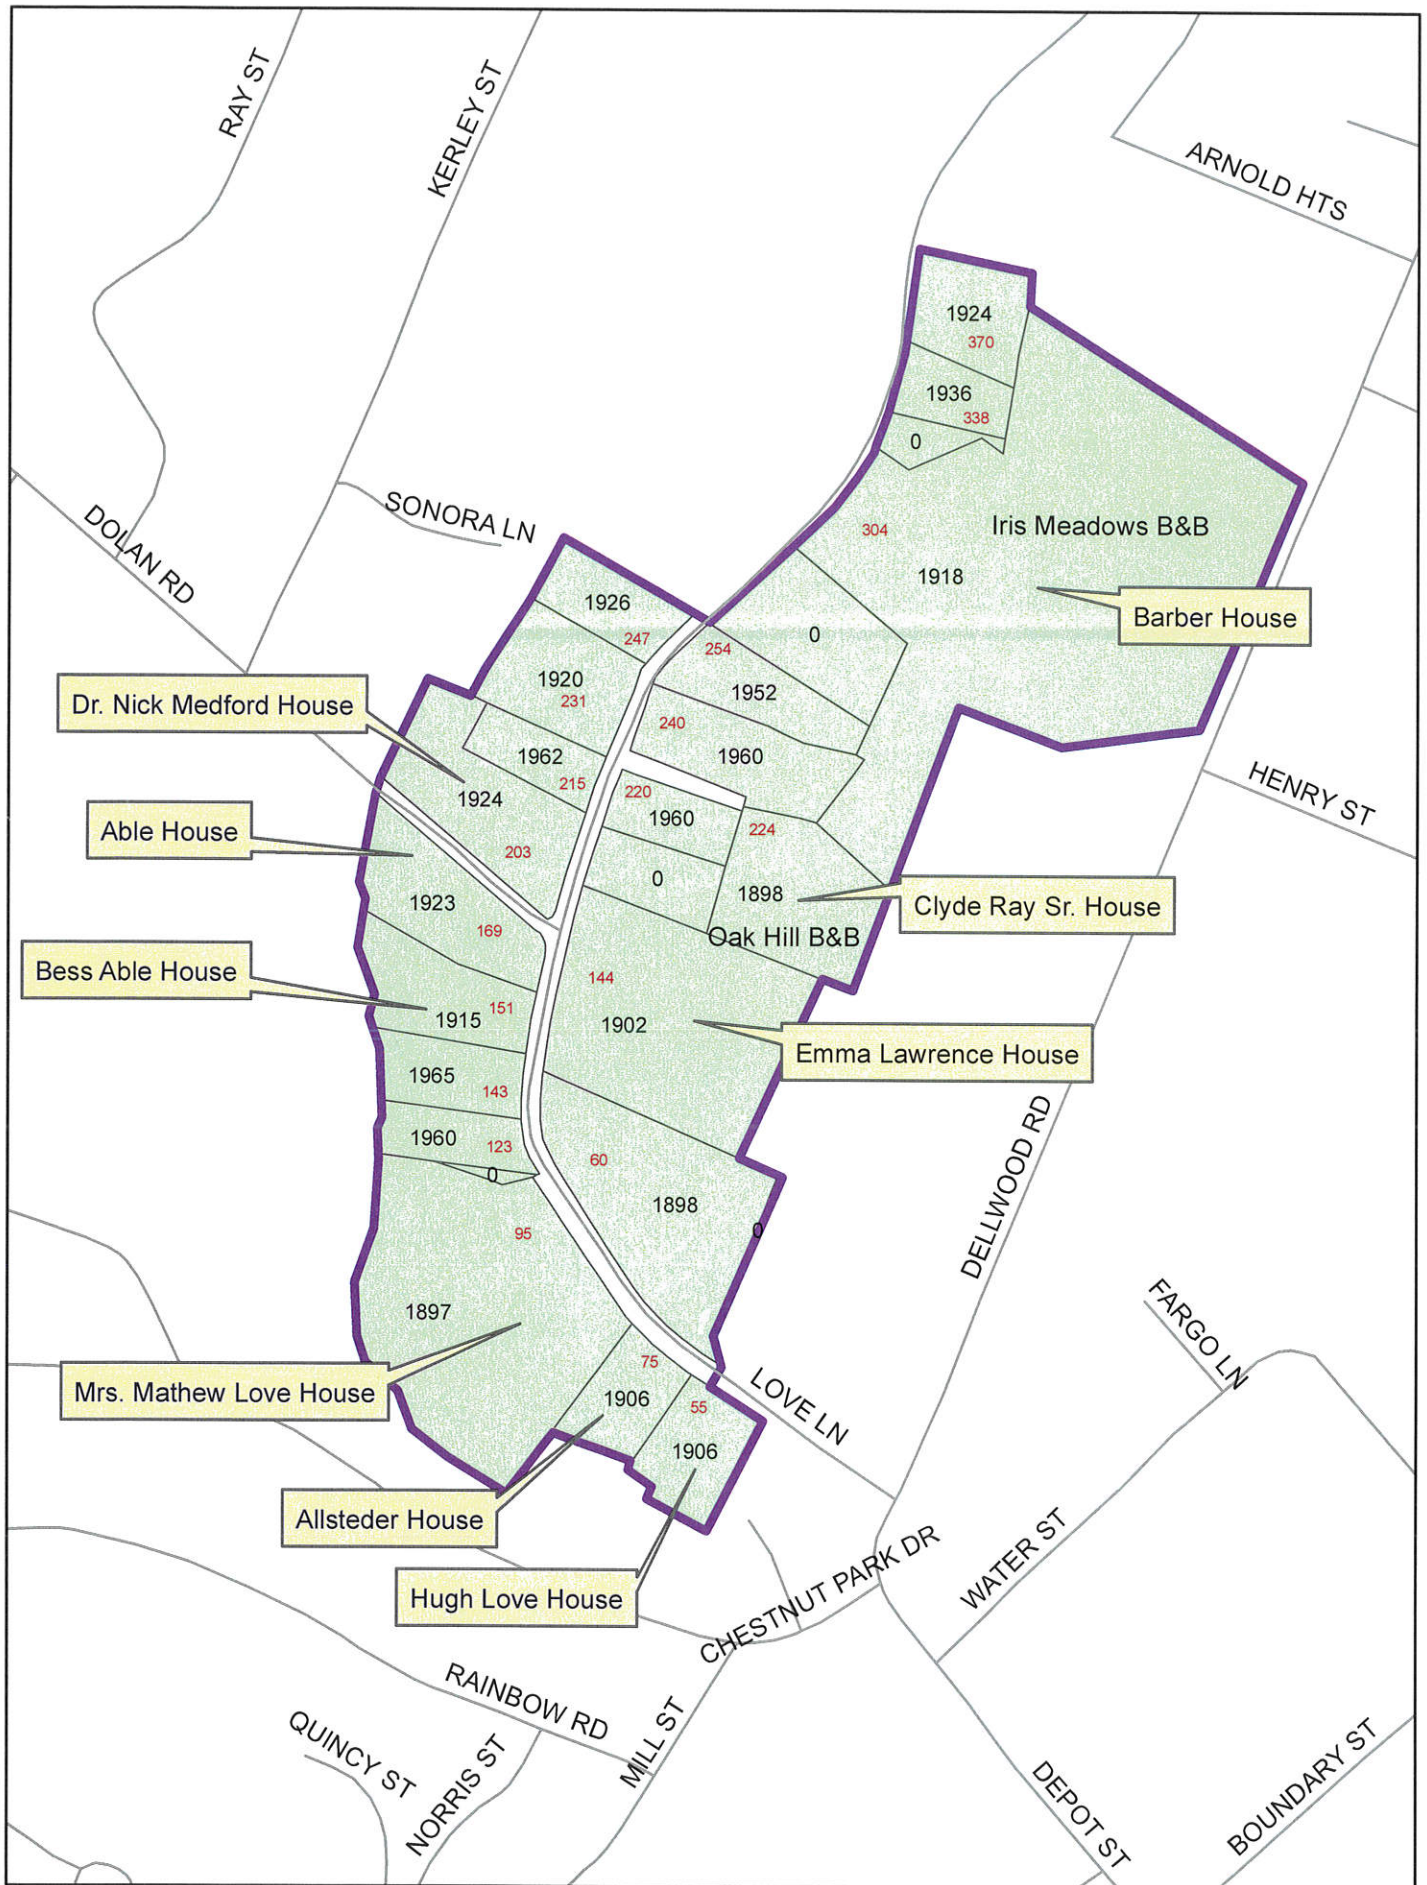 RAY ST
KERLEY ST
ARNOLD HTS
1924
370
1936
338
0
SONORA LN
DOLAN RD
304
Iris Meadows B&B
1918
Barber House
1926
247
254
0
1920
231
1952
Dr. Nick Medford House
240
1962
215
1960
1924
220
1960
224
HENRY ST
Able House
203
0
1898
Clyde Ray Sr. House
1923
169
Oak Hill B&B
Bess Able House
144
151
1915
1902
Emma Lawrence House
1965
143
1960
123
0
60
DELLWOOD RD
1898
0
95
1897
FARGO LN
Mrs. Mathew Love House
75
1906
55
LOVE LN
1906
Allsteder House
Hugh Love House
CHESTNUT PARK DR
WATER ST
RAINBOW RD
QUINCY ST
NORRIS ST
MILL ST
DEPOT ST
BOUNDARY ST